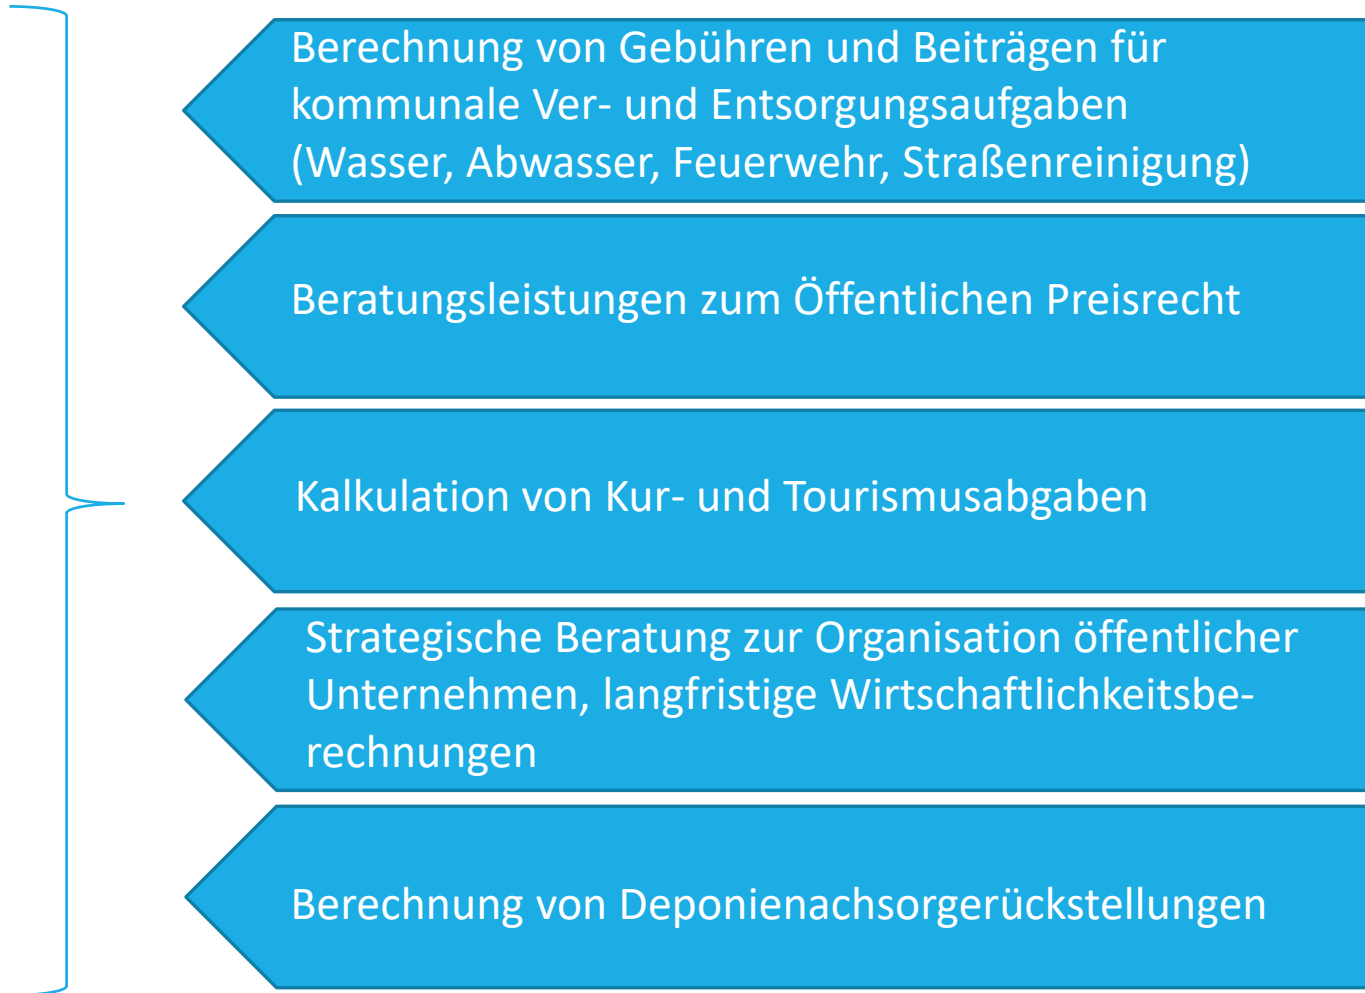 Berechnung von Gebühren und Beiträgen für
kommunale Ver- und Entsorgungsaufgaben
(Wasser, Abwasser, Feuerwehr, Straßenreinigung)
Beratungsleistungen zum Öffentlichen Preisrecht
Kalkulation von Kur- und Tourismusabgaben
Strategische Beratung zur Organisation öffentlicher
Unternehmen, langfristige Wirtschaftlichkeitsbe-
rechnungen
Berechnung von Deponienachsorgerückstellungen